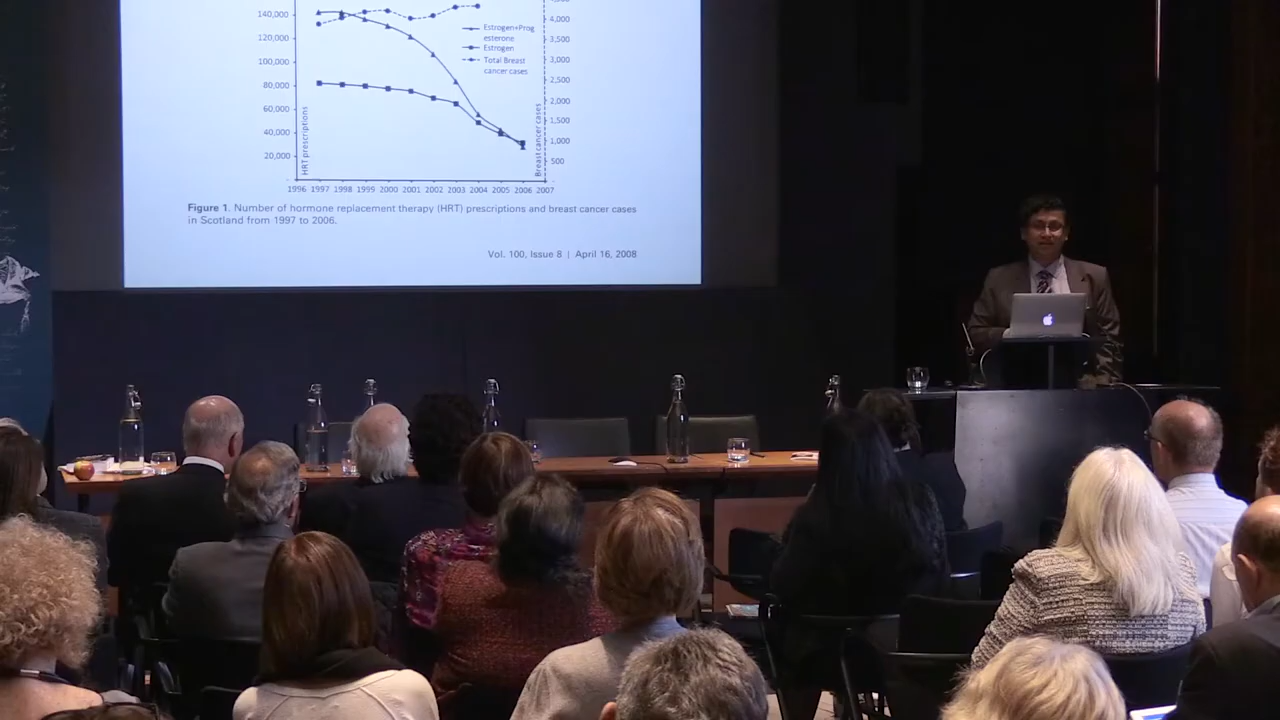 140,000
120,000
100,000
80,000
60,000
40,000
20,000
HRT prescriptions
4,000
3,500
3,000
2,500
2,000
1,500
1,000
500
Breast cancer cases
Estrogen+Prog
esterone
Estrogen
Total Breast
cancer cases
1996 1997 1998 1999 2000 2001 2002 2003 2004 2005 2006 2007
Figure 1. Number of hormone replacement therapy (HRT) prescriptions and breast cancer cases
in Scotland from 1997 to 2006.
Vol. 100, Issue 8 | April 16, 2008